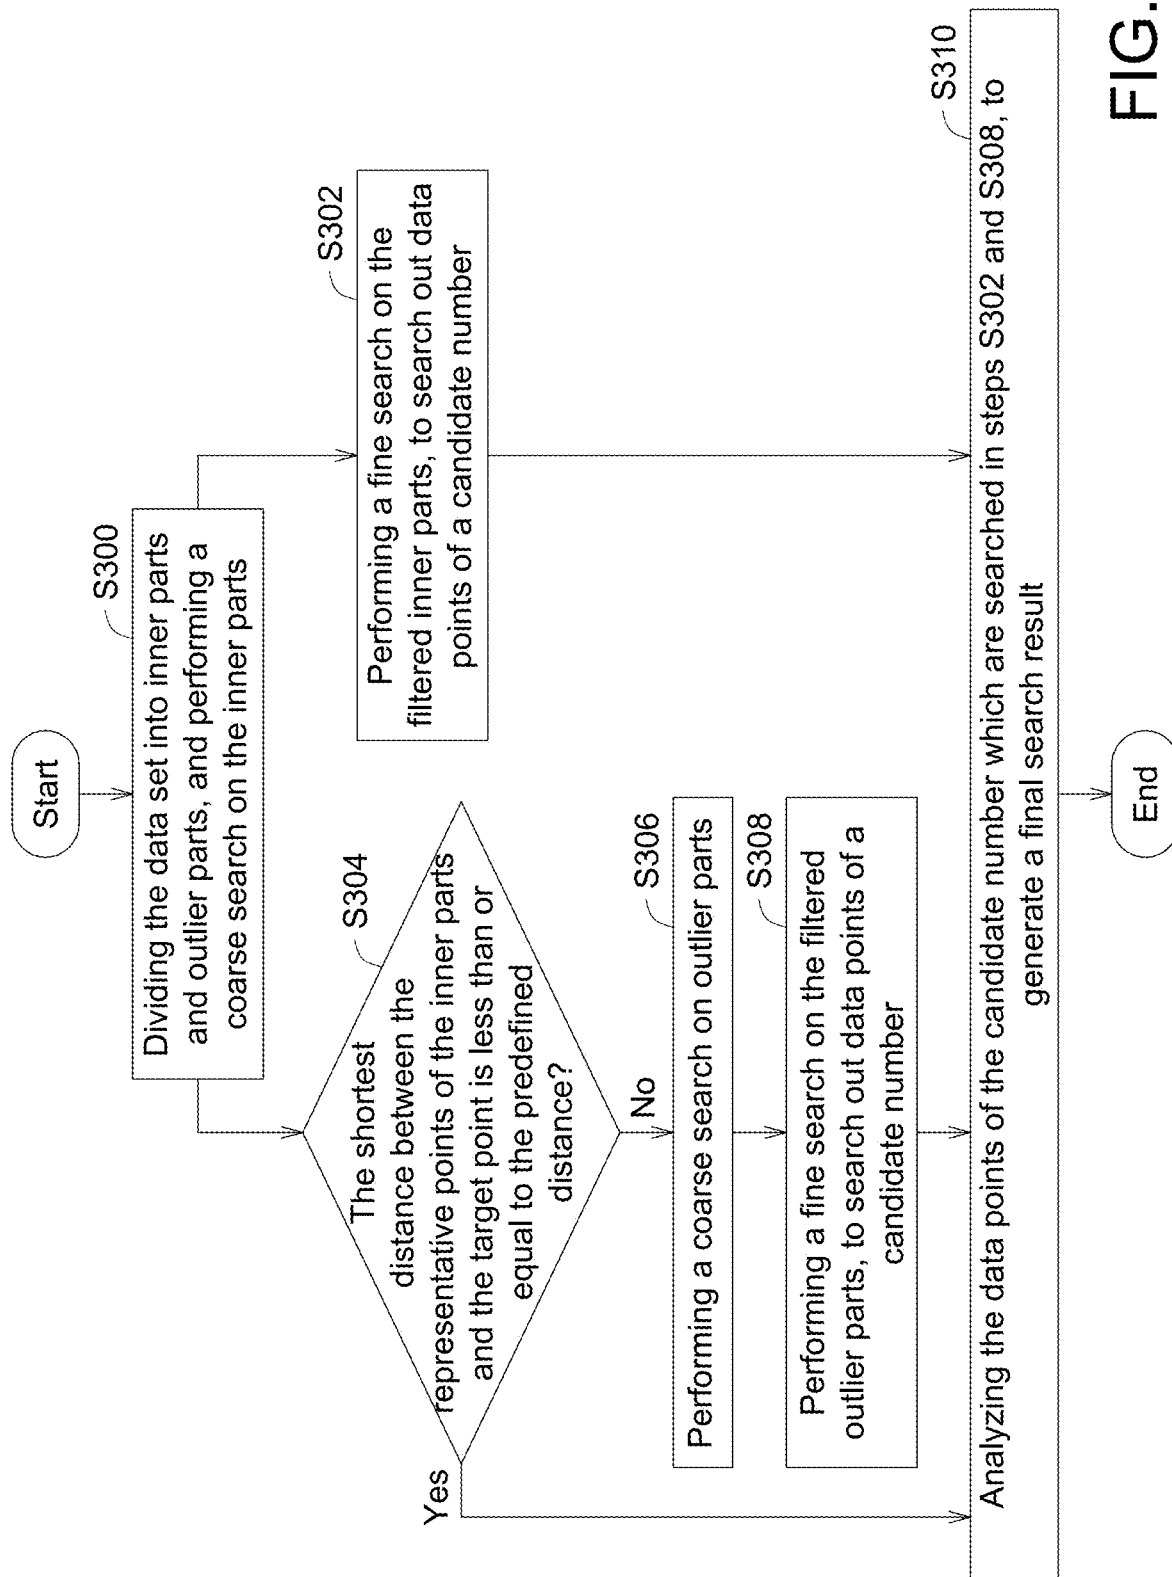 Start
S300
Dividing the data set into inner parts
and outlier parts, and performing a
coarse search on the inner parts
S304
The shortest
distance between the
representative points of the inner parts
and the target point is less than or
equal to the predefined
distance?
Yes
No
S302
Performing a fine search on the
filtered inner parts, to search out data
points of a candidate number
S306
Performing a coarse search on outlier parts
S308
Performing a fine search on the filtered
outlier parts, to search out data points of a
candidate number
S310
Analyzing the data points of the candidate number which are searched in steps S302 and S308, to
generate a final search result
End
FIG.